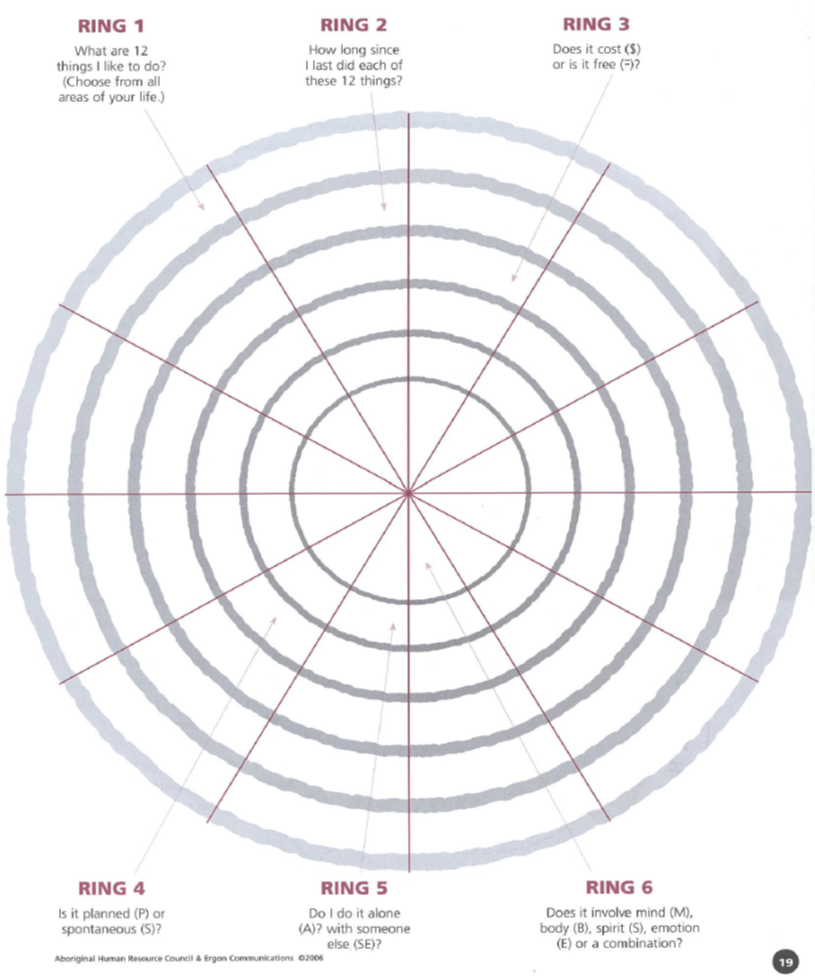 RING 1
What are 12
things I like to do?
(Choose from all
areas of your life.)
RING 2
How long since
I last did each of
these 12 things?
RING 3
Does it cost ($)
or is it free (=)?
RING 4
Is it planned (P) or
spontaneous (S)?
RING 5
Do I do it alone
(A)? with someone
else (SE)?
RING 6
Does it involve mind (M),
body (B), spirit (S), emotion
(E) or a combination?
Aboriginal Human Resource Council & Ergon Communications ©2006
19